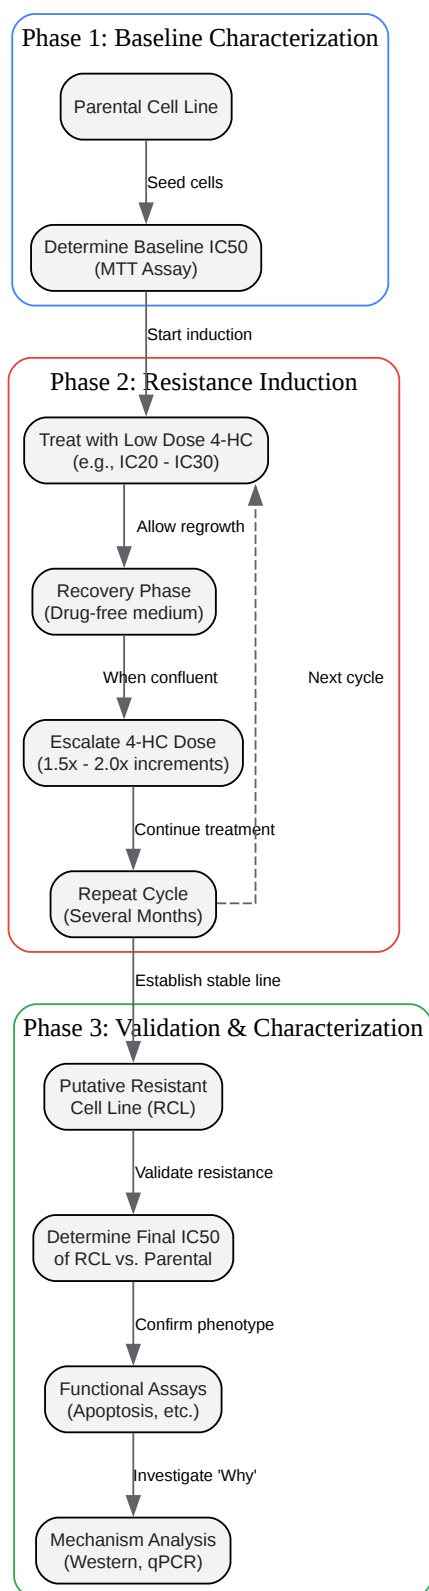 Phase 1: Baseline Characterization
Parental Cell Line
Seed cells
Determine Baseline IC50
(MTT Assay)
Start induction
Phase 2: Resistance Induction
Treat with Low Dose 4-HC
(e.g., IC20 - IC30)
Allow regrowth
Recovery Phase
(Drug-free medium)
When confluent
Next cycle
Escalate 4-HC Dose
(1.5x - 2.0x increments)
Continue treatment
Repeat Cycle
(Several Months)
Establish stable line
Phase 3: Validation & Characterization
Putative Resistant
Cell Line (RCL)
Validate resistance
Determine Final IC50
of RCL vs. Parental
Confirm phenotype
Functional Assays
(Apoptosis, etc.)
Investigate 'Why'
Mechanism Analysis
(Western, qPCR)